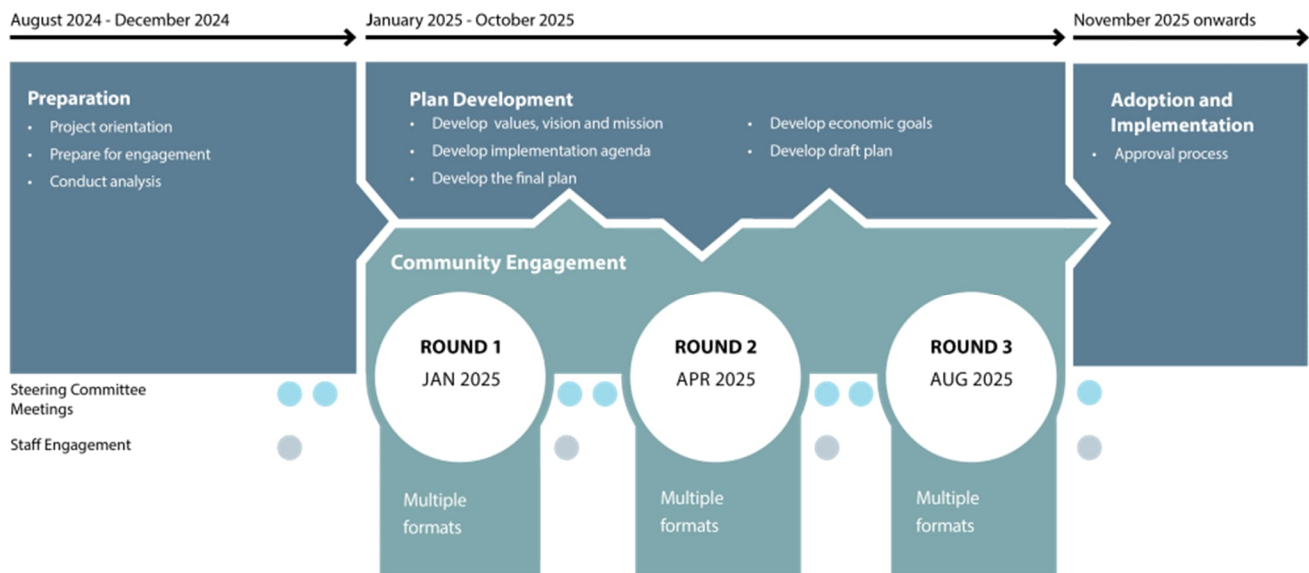 August 2024 - December 2024
January 2025 - October 2025
November 2025 onwards
Preparation
• Project orientation
• Prepare for engagement
• Conduct analysis
Plan Development
• Develop values, vision and mission
• Develop implementation agenda
• Develop the final plan
• Develop economic goals
• Develop draft plan
Adoption and
Implementation
• Approval process
Community Engagement
ROUND 1
JAN 2025
ROUND 2
APR 2025
ROUND 3
AUG 2025
Steering Committee
Meetings
Staff Engagement
Multiple
formats
Multiple
formats
Multiple
formats